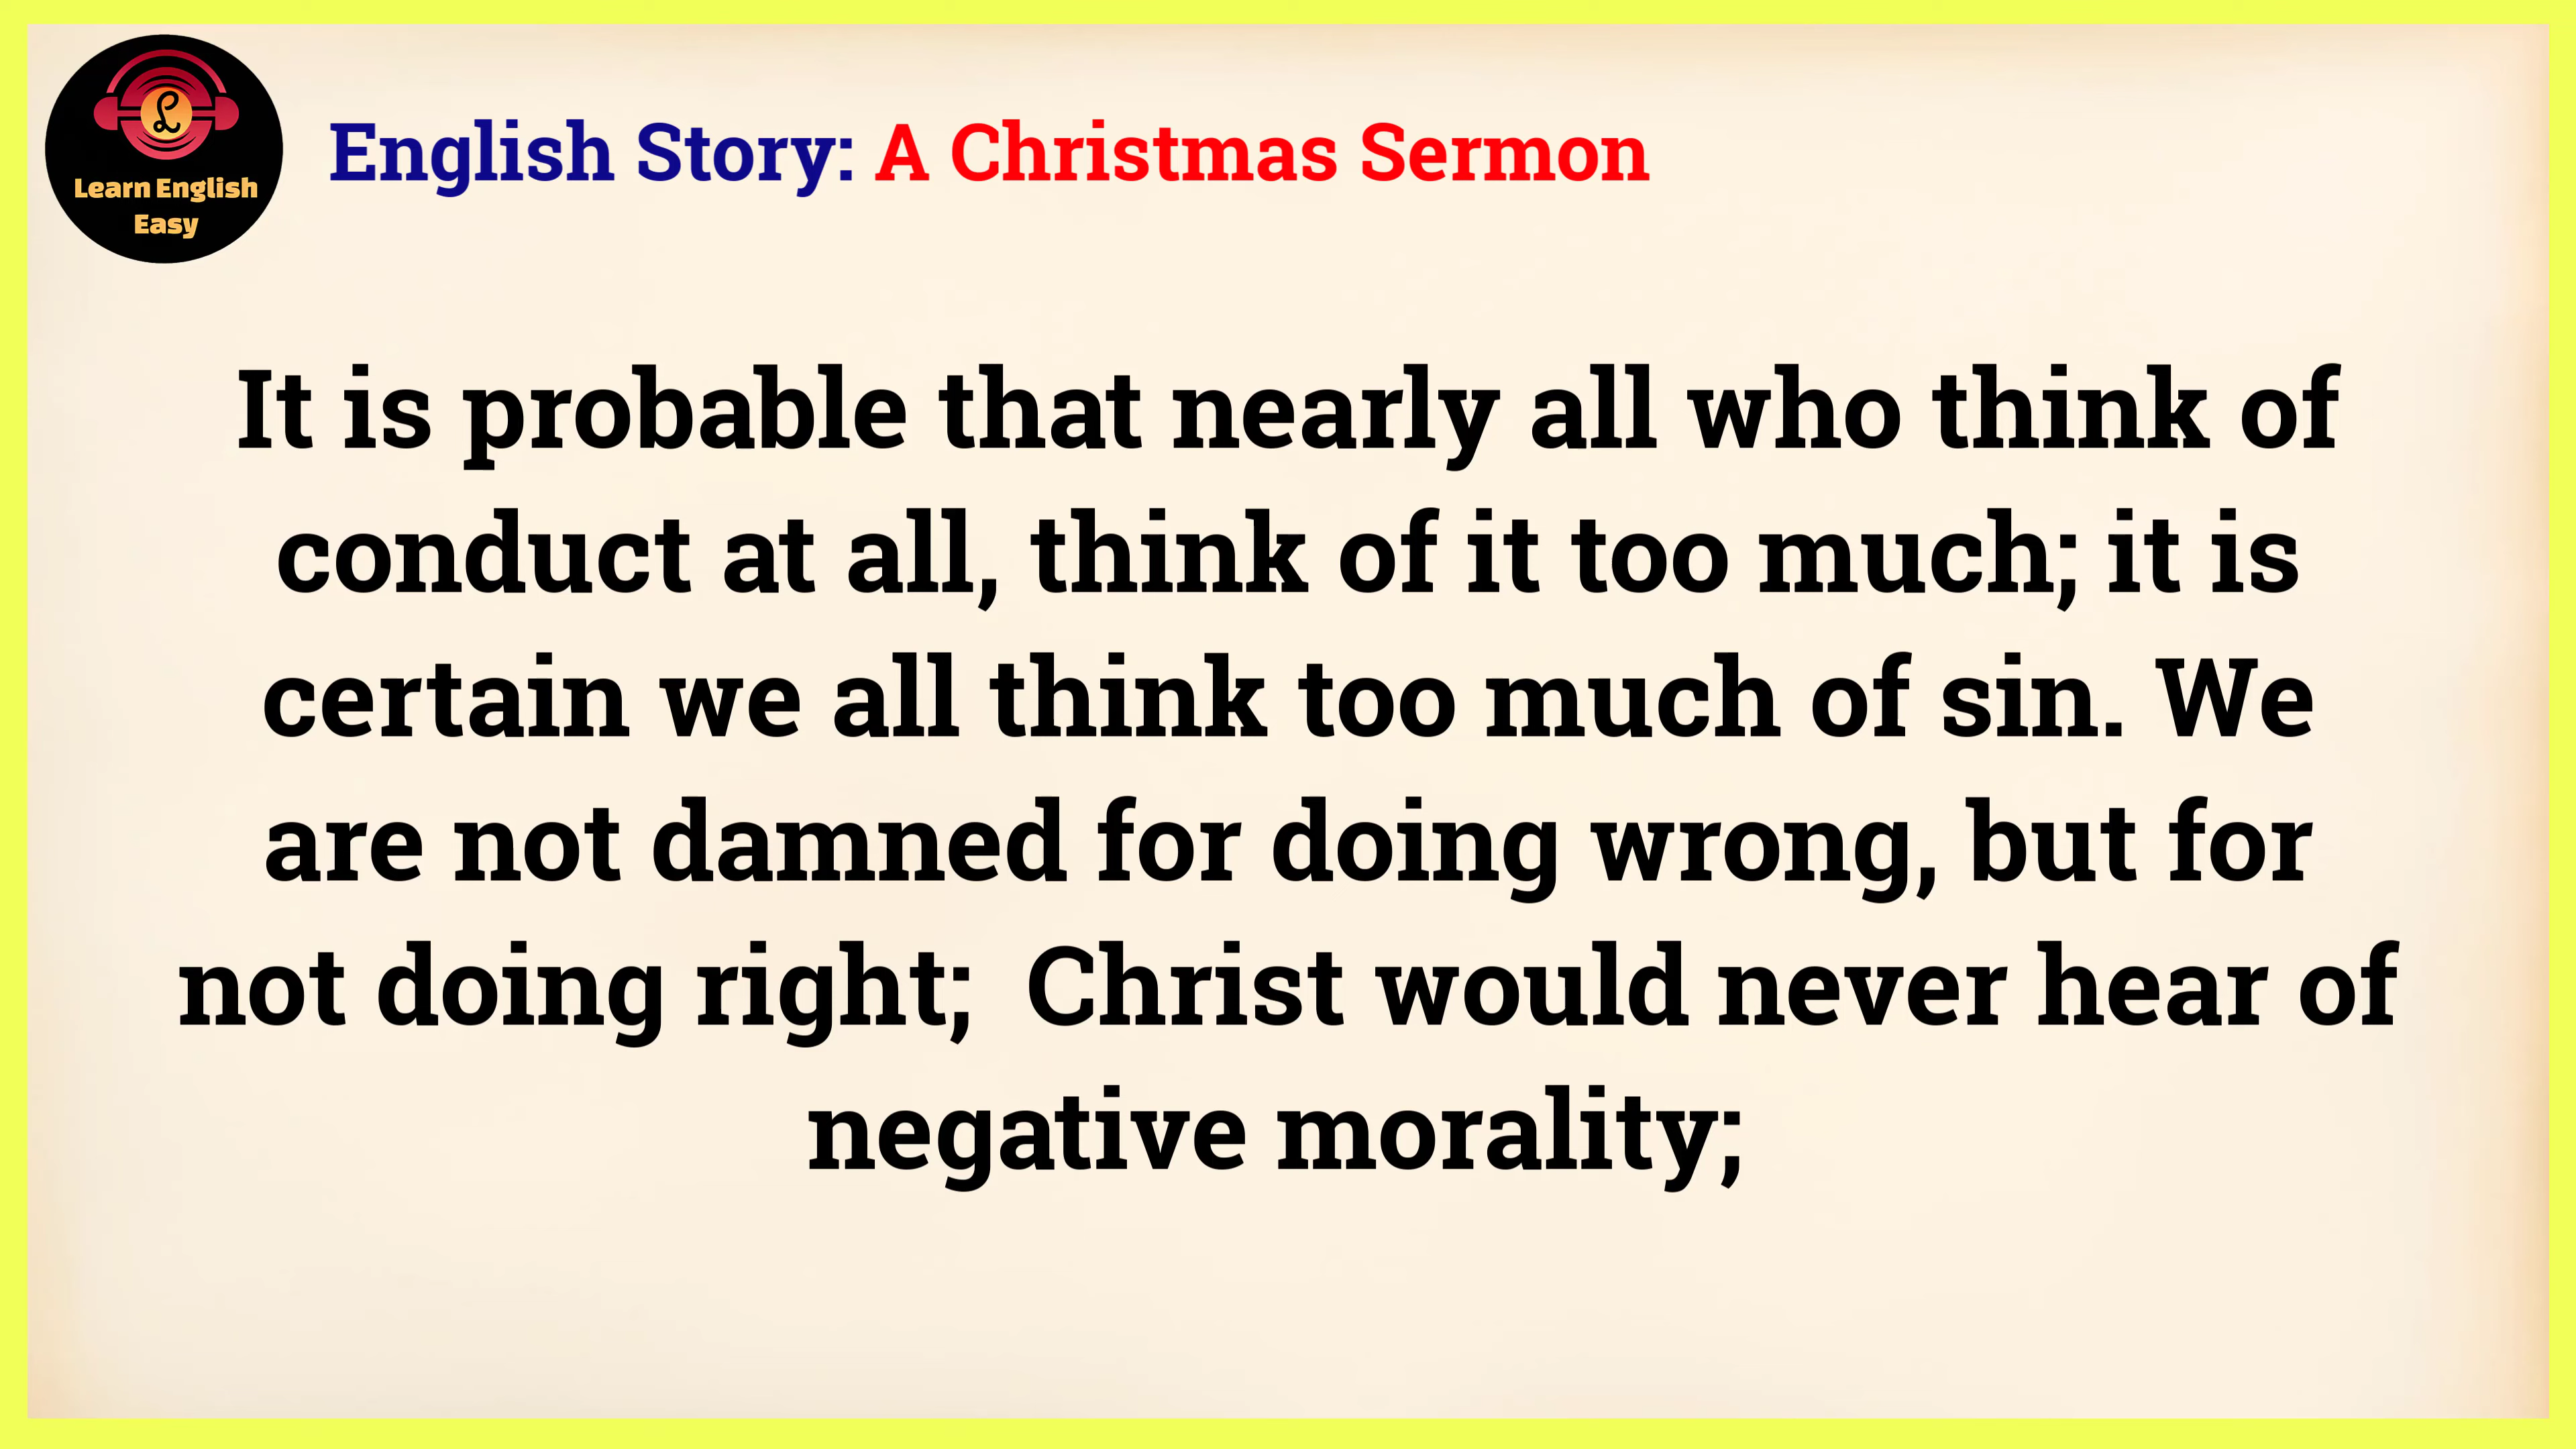 L
Learn English
Easy
English Story: A Christmas Sermon
It is probable that nearly all who think of
conduct at all, think of it too much; it is
certain we all think too much of sin. We
are not damned for doing wrong, but for
not doing right;  Christ would never hear of
negative morality;